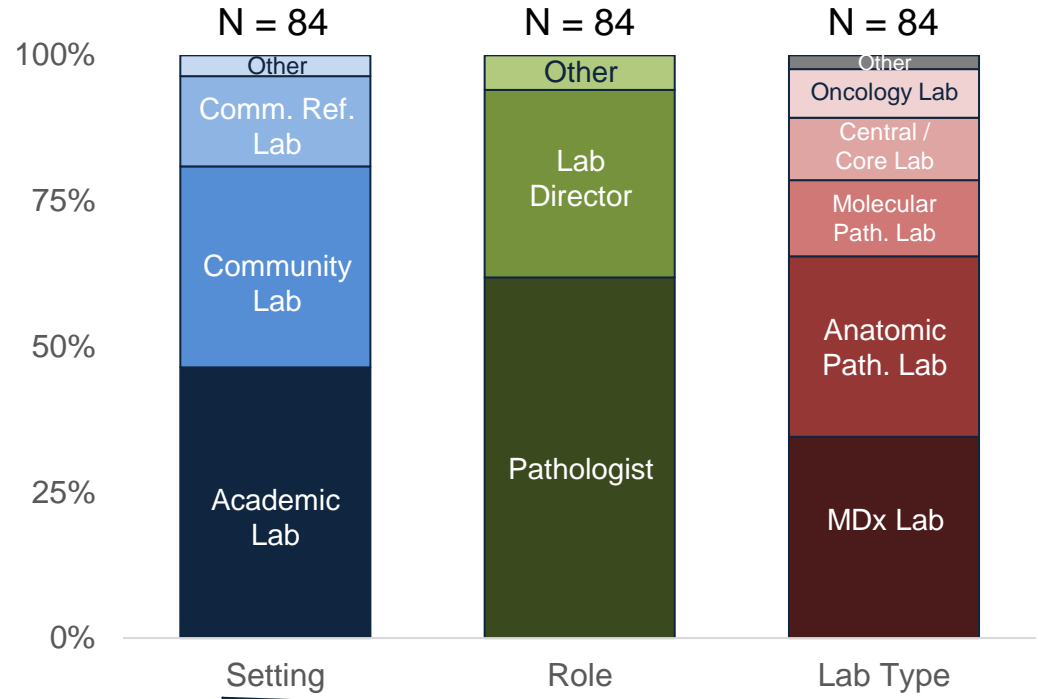 N = 84
N = 84
N = 84
100%
75%
50%
25%
0%
Other
Comm. Ref.
Lab
Community
Lab
Academic
Lab
Other
Lab
Director
Pathologist
Other
Oncology Lab
Central /
Core Lab
Molecular
Path. Lab
Anatomic
Path. Lab
MDx Lab
Setting
Role
Lab Type